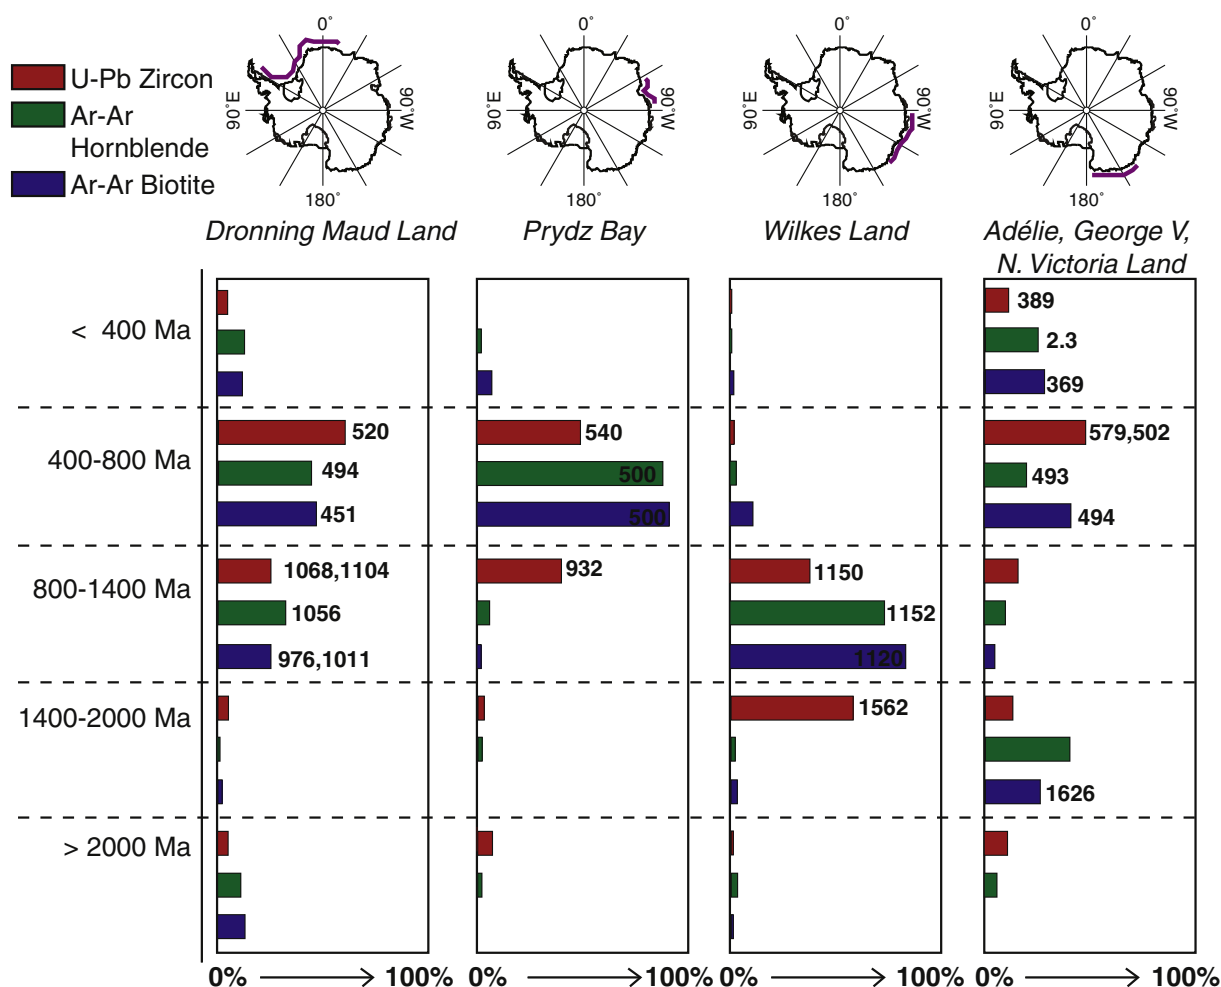 0°
0°
0°
0°
U-Pb Zircon
Ar-Ar
Hornblende
Ar-Ar Biotite
90°E
90°W
90°E
90°W
90°E
90°W
90°E
90°W
180°
180°
180°
180°
Dronning Maud Land
Prydz Bay
Wilkes Land
Adélie, George V,
N. Victoria Land
< 400 Ma
389
2.3
369
400-800 Ma
520
494
451
540
500
500
579,502
493
494
800-1400 Ma
1068,1104
1056
976,1011
932
1150
1152
1120
1400-2000 Ma
1562
1626
> 2000 Ma
0% 100%
0% 100%
0% 100%
0% 100%